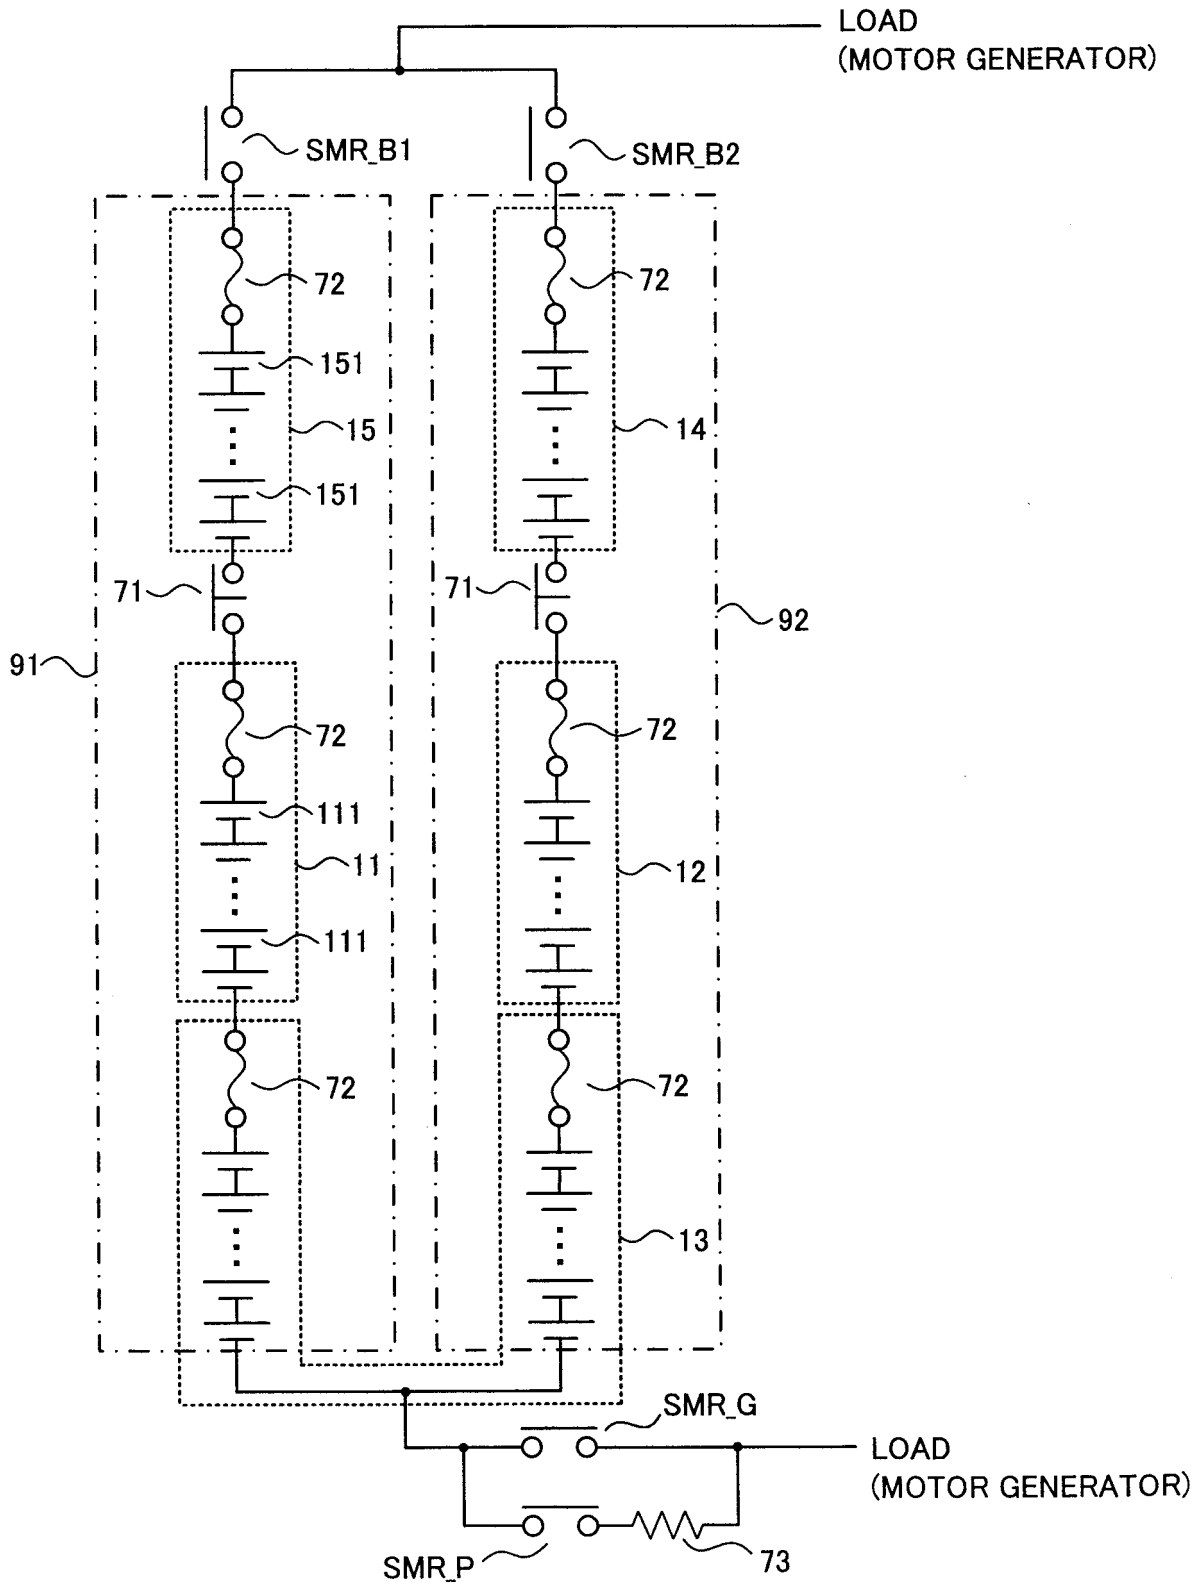 LOAD
(MOTOR GENERATOR)
SMR_B1
SMR_B2
72
72
151
15
14
151
71
71
92
91
72
72
111
11
12
111
72
72
13
SMR_G
LOAD
(MOTOR GENERATOR)
SMR_P
73